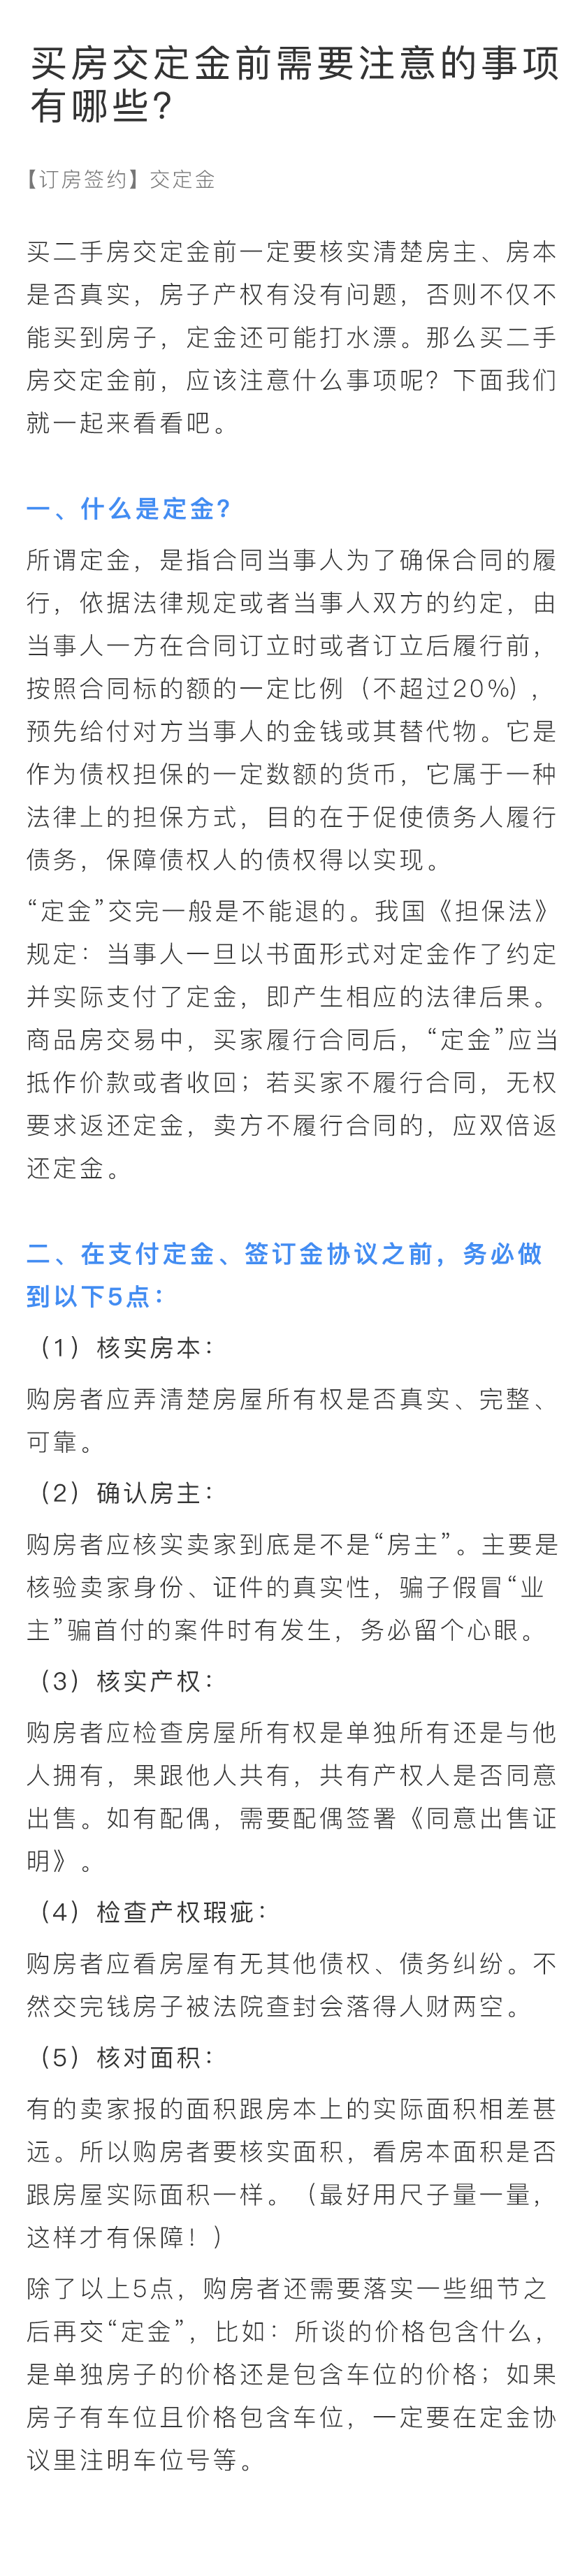 买房交定金前需要注意的事项
有哪些?
【订房签约】交定金
买二手房交定金前一定要核实清楚房主、房本
是否真实，房子产权有没有问题，否则不仅不
能买到房子，定金还可能打水漂。那么买二手
房交定金前，应该注意什么事项呢？下面我们
就一起来看看吧。
一、什么是定金?
所谓定金，是指合同当事人为了确保合同的履
行，依据法律规定或者当事人双方的约定，由
当事人一方在合同订立时或者订立后履行前，
按照合同标的额的一定比例（不超过20%），
预先给付对方当事人的金钱或其替代物。它是
作为债权担保的一定数额的货币，它属于一种
法律上的担保方式，目的在于促使债务人履行
债务，保障债权人的债权得以实现。
“定金”交完一般是不能退的。我国《担保法》
规定：当事人一旦以书面形式对定金作了约定
并实际支付了定金，即产生相应的法律后果。
商品房交易中，买家履行合同后，“定金”应当
抵作价款或者收回；若买家不履行合同，无权
要求返还定金，卖方不履行合同的，应双倍返
还定金。
二、在支付定金、签订金协议之前，务必做
到以下5点：
（1）核实房本：
购房者应弄清楚房屋所有权是否真实、完整、
可靠。
（2）确认房主：
购房者应核实卖家到底是不是“房主”。主要是
核验卖家身份、证件的真实性，骗子假冒“业
主”骗首付的案件时有发生，务必留个心眼。
（3）核实产权：
购房者应检查房屋所有权是单独所有还是与他
人拥有，果跟他人共有，共有产权人是否同意
出售。如有配偶，需要配偶签署《同意出售证
明》。
（4）检查产权瑕疵：
购房者应看房屋有无其他债权、债务纠纷。不
然交完钱房子被法院查封会落得人财两空。
（5）核对面积：
有的卖家报的面积跟房本上的实际面积相差甚
远。所以购房者要核实面积，看房本面积是否
跟房屋实际面积一样。（最好用尺子量一量，
这样才有保障！）
除了以上5点，购房者还需要落实一些细节之
后再交“定金”，比如：所谈的价格包含什么，
是单独房子的价格还是包含车位的价格；如果
房子有车位且价格包含车位，一定要在定金协
议里注明车位号等。